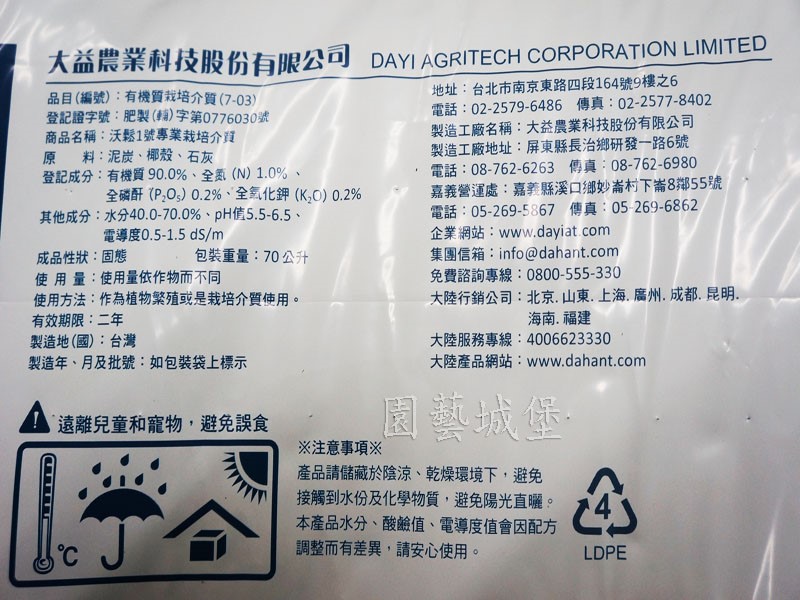 大益農業科技股份有限公司 DAYI AGRITECH CORPORATION LIMITED
品目(編號)：有機質栽培介質(7-03)
登記證字號：肥製(輔)字第0776030號
商品名稱：沃鬆1號專業栽培介質
原　　料：泥炭、椰殼、石灰
登記成分：有機質90.0%、全氮(N) 1.0%、
全磷酐(P₂O₅) 0.2%、全氧化鉀(K₂O) 0.2%
其他成分：水分40.0-70.0%、pH值5.5-6.5、
電導度0.5-1.5 dS/m
成品性狀：固態　　包裝重量：70公升
使 用 量：使用量依作物而不同
使用方法：作為植物繁殖或是栽培介質使用。
有效期限：二年
製造地(國)：台灣
製造年、月及批號：如包裝袋上標示
地址：台北市南京東路四段164號9樓之6
電話：02-2579-6486　傳真：02-2577-8402
製造工廠名稱：大益農業科技股份有限公司
製造工廠地址：屏東縣長治鄉研發一路6號
電話：08-762-6263　傳真：08-762-6980
嘉義營運處：嘉義縣溪口鄉妙崙村下崙8鄰55號
電話：05-269-5867　傳真：05-269-6862
企業網站：www.dayiat.com
集團信箱：info@dahant.com
免費諮詢專線：0800-555-330
大陸行銷公司：北京.山東.上海.廣州.成都.昆明.
海南.福建
大陸服務專線：4006623330
大陸產品網站：www.dahant.com
遠離兒童和寵物，避免誤食
園藝城堡
°C
※注意事項※
產品請儲藏於陰涼、乾燥環境下，避免
接觸到水份及化學物質，避免陽光直曬。
本產品水分、酸鹼值、電導度值會因配方
調整而有差異，請安心使用。
4
LDPE